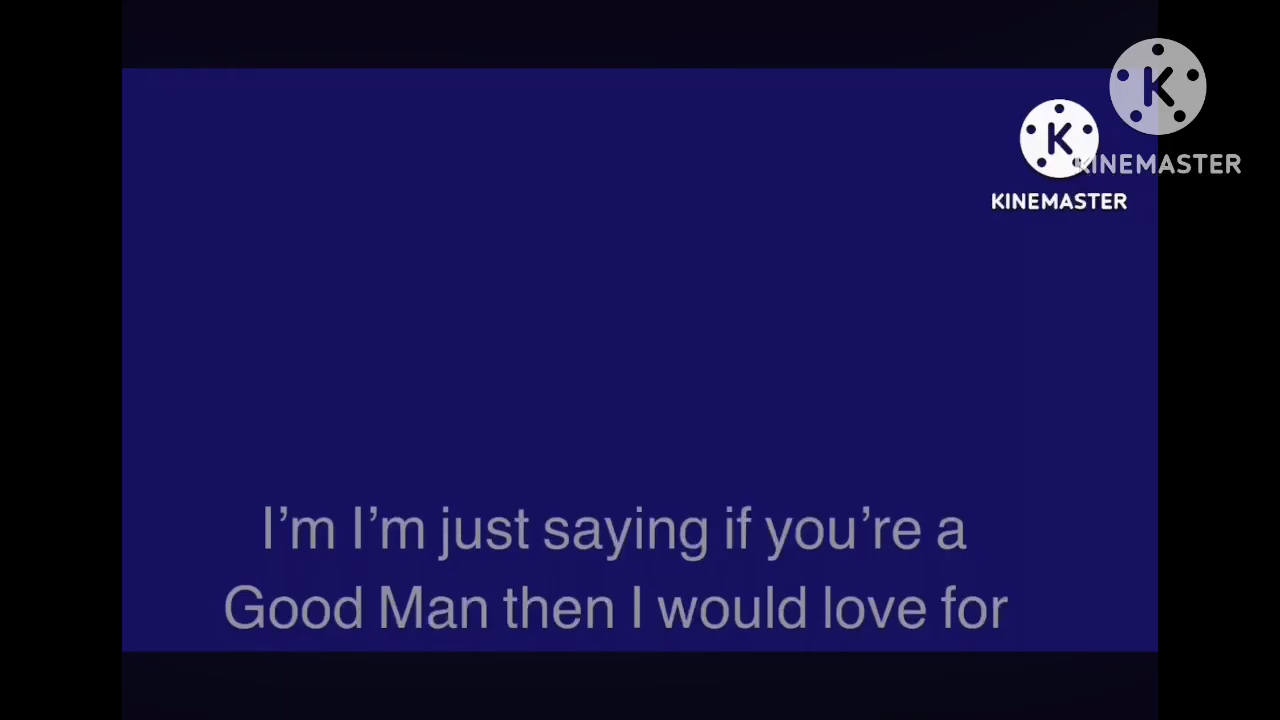 K
KINEMASTER
K
KINEMASTER
I’m I’m just saying if you’re a
Good Man then I would love for